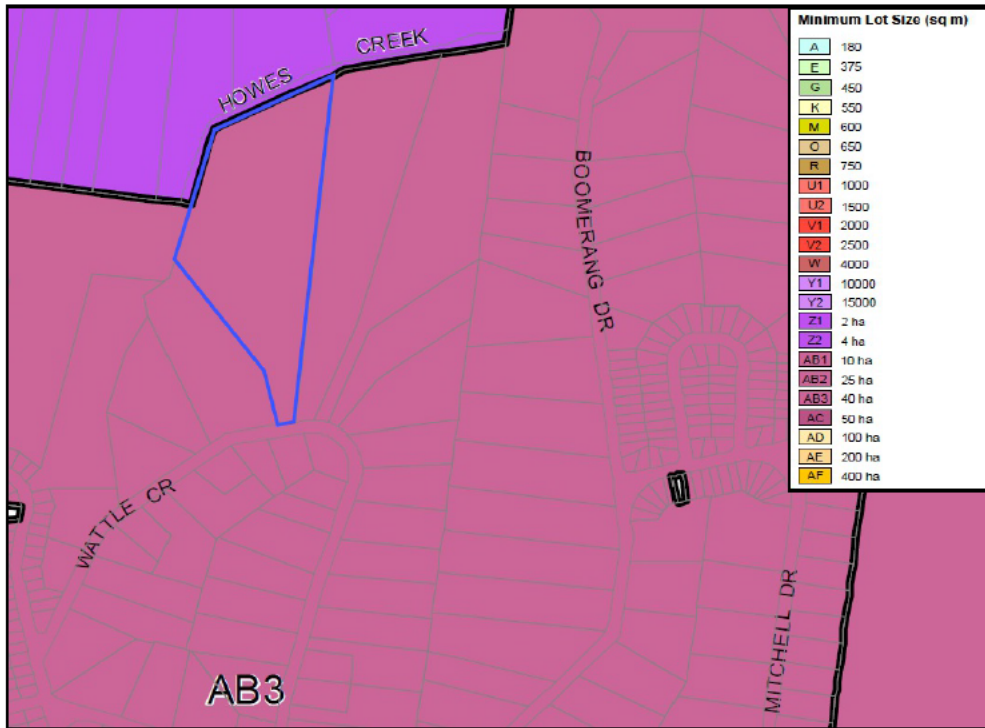 HOWES CREEK
BOOMERANG DR
WATTLE CR
MITCHELL DR
AB3
Minimum Lot Size (sq m)
A 180
E 375
G 450
K 550
M 600
O 650
R 750
U1 1000
U2 1500
V1 2000
V2 2500
W 4000
Y1 10000
Y2 15000
Z1 2 ha
Z2 4 ha
AB1 10 ha
AB2 25 ha
AB3 40 ha
AC 50 ha
AD 100 ha
AE 200 ha
AF 400 ha